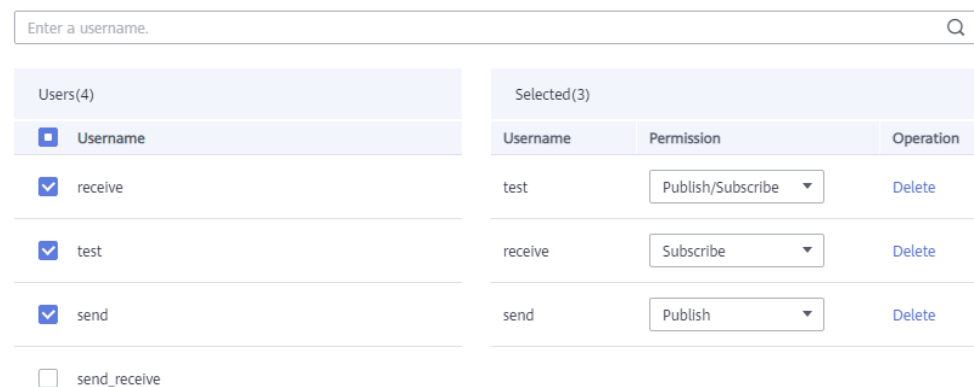 Enter a username.
Users(4)
Username
receive
test
send
send_receive
Selected(3)
Username Permission Operation
test Publish/Subscribe Delete
receive Subscribe Delete
send Publish Delete